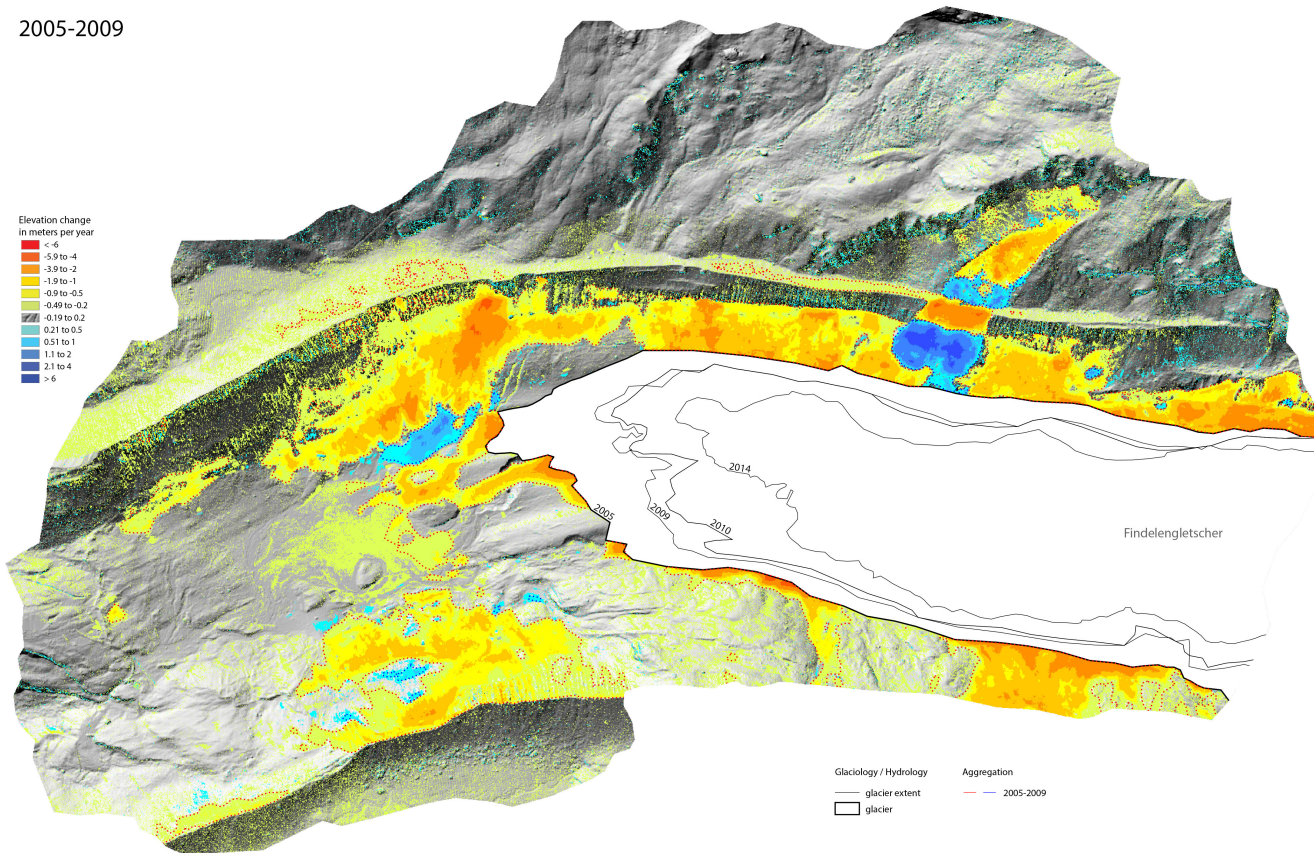 2005-2009
Elevation change
in meters per year
< -6
-5.9 to -4
-3.9 to -2
-1.9 to -1
-0.9 to -0.5
-0.49 to -0.2
-0.19 to 0.2
0.21 to 0.5
0.51 to 1
1.1 to 2
2.1 to 4
> 6
2014
2005
2009
2010
Findelengletscher
Glaciology / Hydrology
glacier extent
glacier
Aggregation
2005-2009